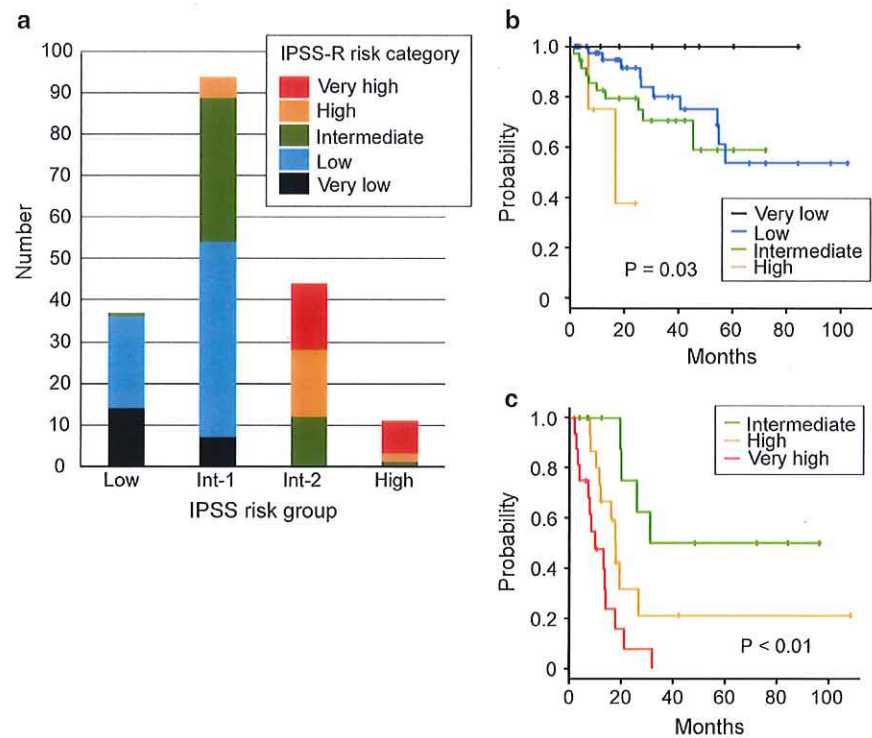 a
IPSS-R risk category
Very high
High
Intermediate
Low
Very low
100
90
80
70
60
50
40
30
20
10
0
Number
Low Int-1 Int-2 High
IPSS risk group
b
1.0
0.8
0.6
0.4
0.2
0
Probability
Very low
Low
Intermediate
High
P = 0.03
0 20 40 60 80 100
Months
c
1.0
0.8
0.6
0.4
0.2
0
Probability
Intermediate
High
Very high
P < 0.01
0 20 40 60 80 100
Months